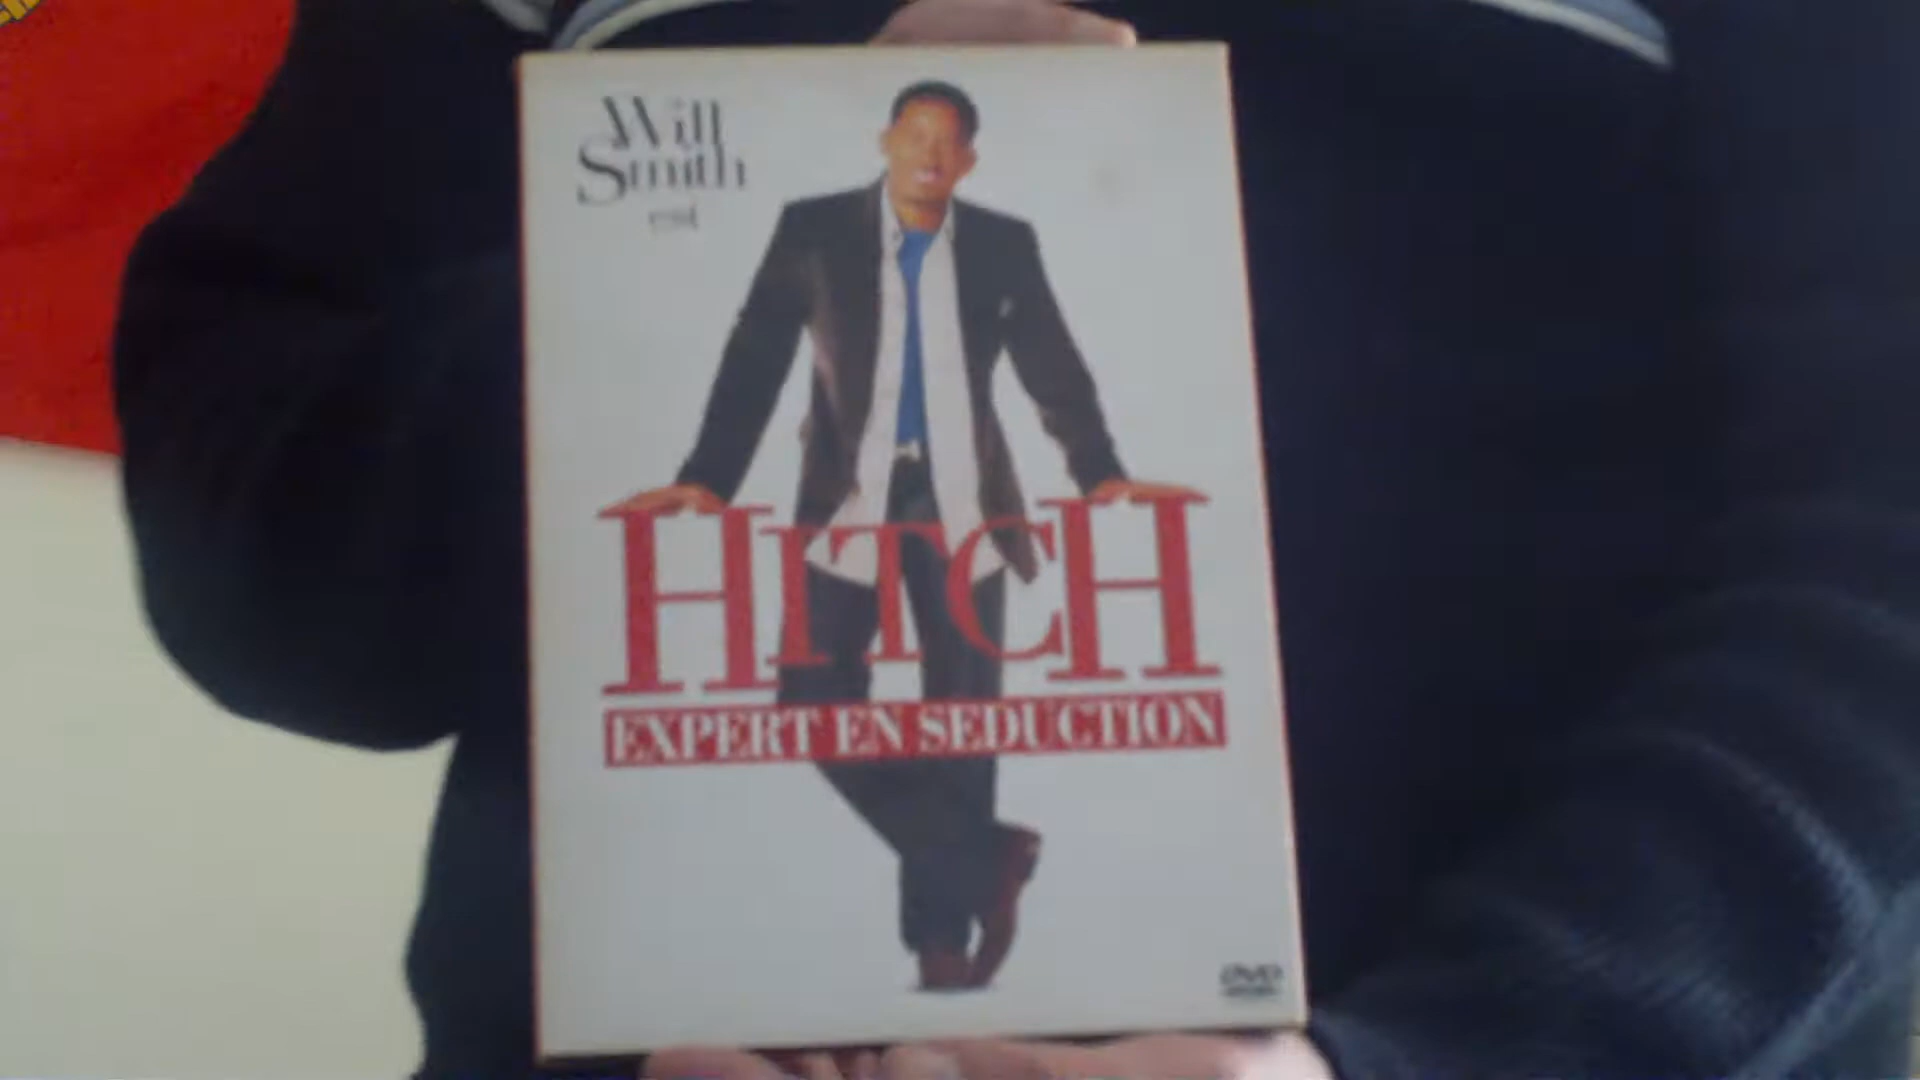 Will
Smith
est
HITCH
EXPERT EN SEDUCTION
DVD